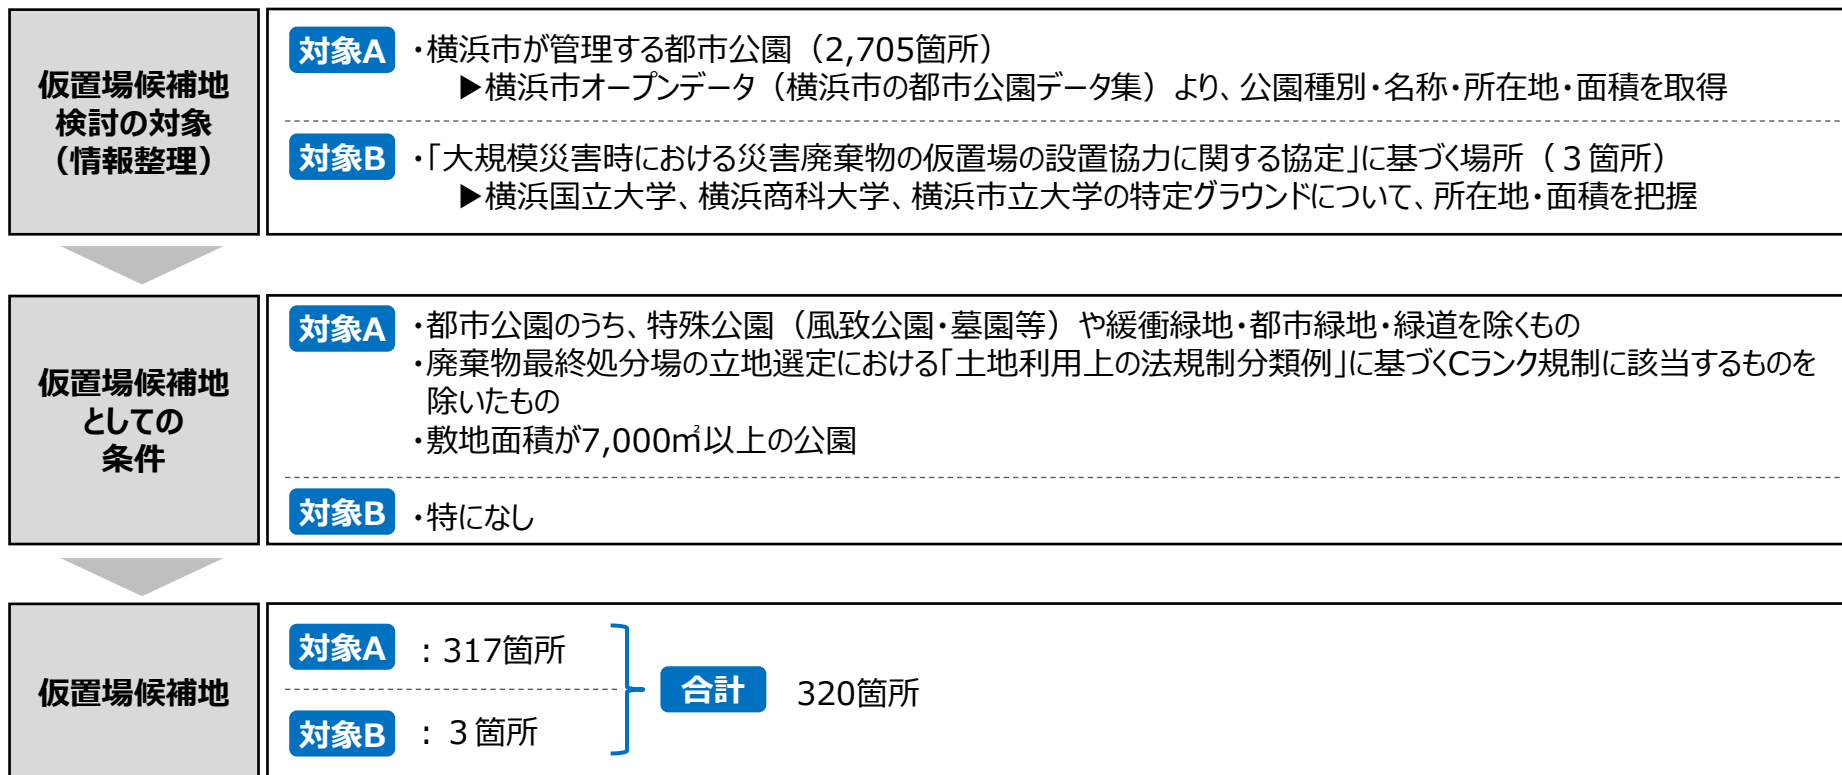 仮置場候補地
検討の対象
（情報整理）
対象A ・横浜市が管理する都市公園（2,705箇所）
▶横浜市オープンデータ（横浜市の都市公園データ集）より、公園種別・名称・所在地・面積を取得
対象B ・「大規模災害時における災害廃棄物の仮置場の設置協力に関する協定」に基づく場所（３箇所）
▶横浜国立大学、横浜商科大学、横浜市立大学の特定グラウンドについて、所在地・面積を把握
仮置場候補地
としての
条件
対象A ・都市公園のうち、特殊公園（風致公園・墓園等）や緩衝緑地・都市緑地・緑道を除くもの
・廃棄物最終処分場の立地選定における「土地利用上の法規制分類例」に基づくCランク規制に該当するものを
除いたもの
・敷地面積が7,000㎡以上の公園
対象B ・特になし
仮置場候補地
対象A ：317箇所
対象B ：３箇所
合計 320箇所